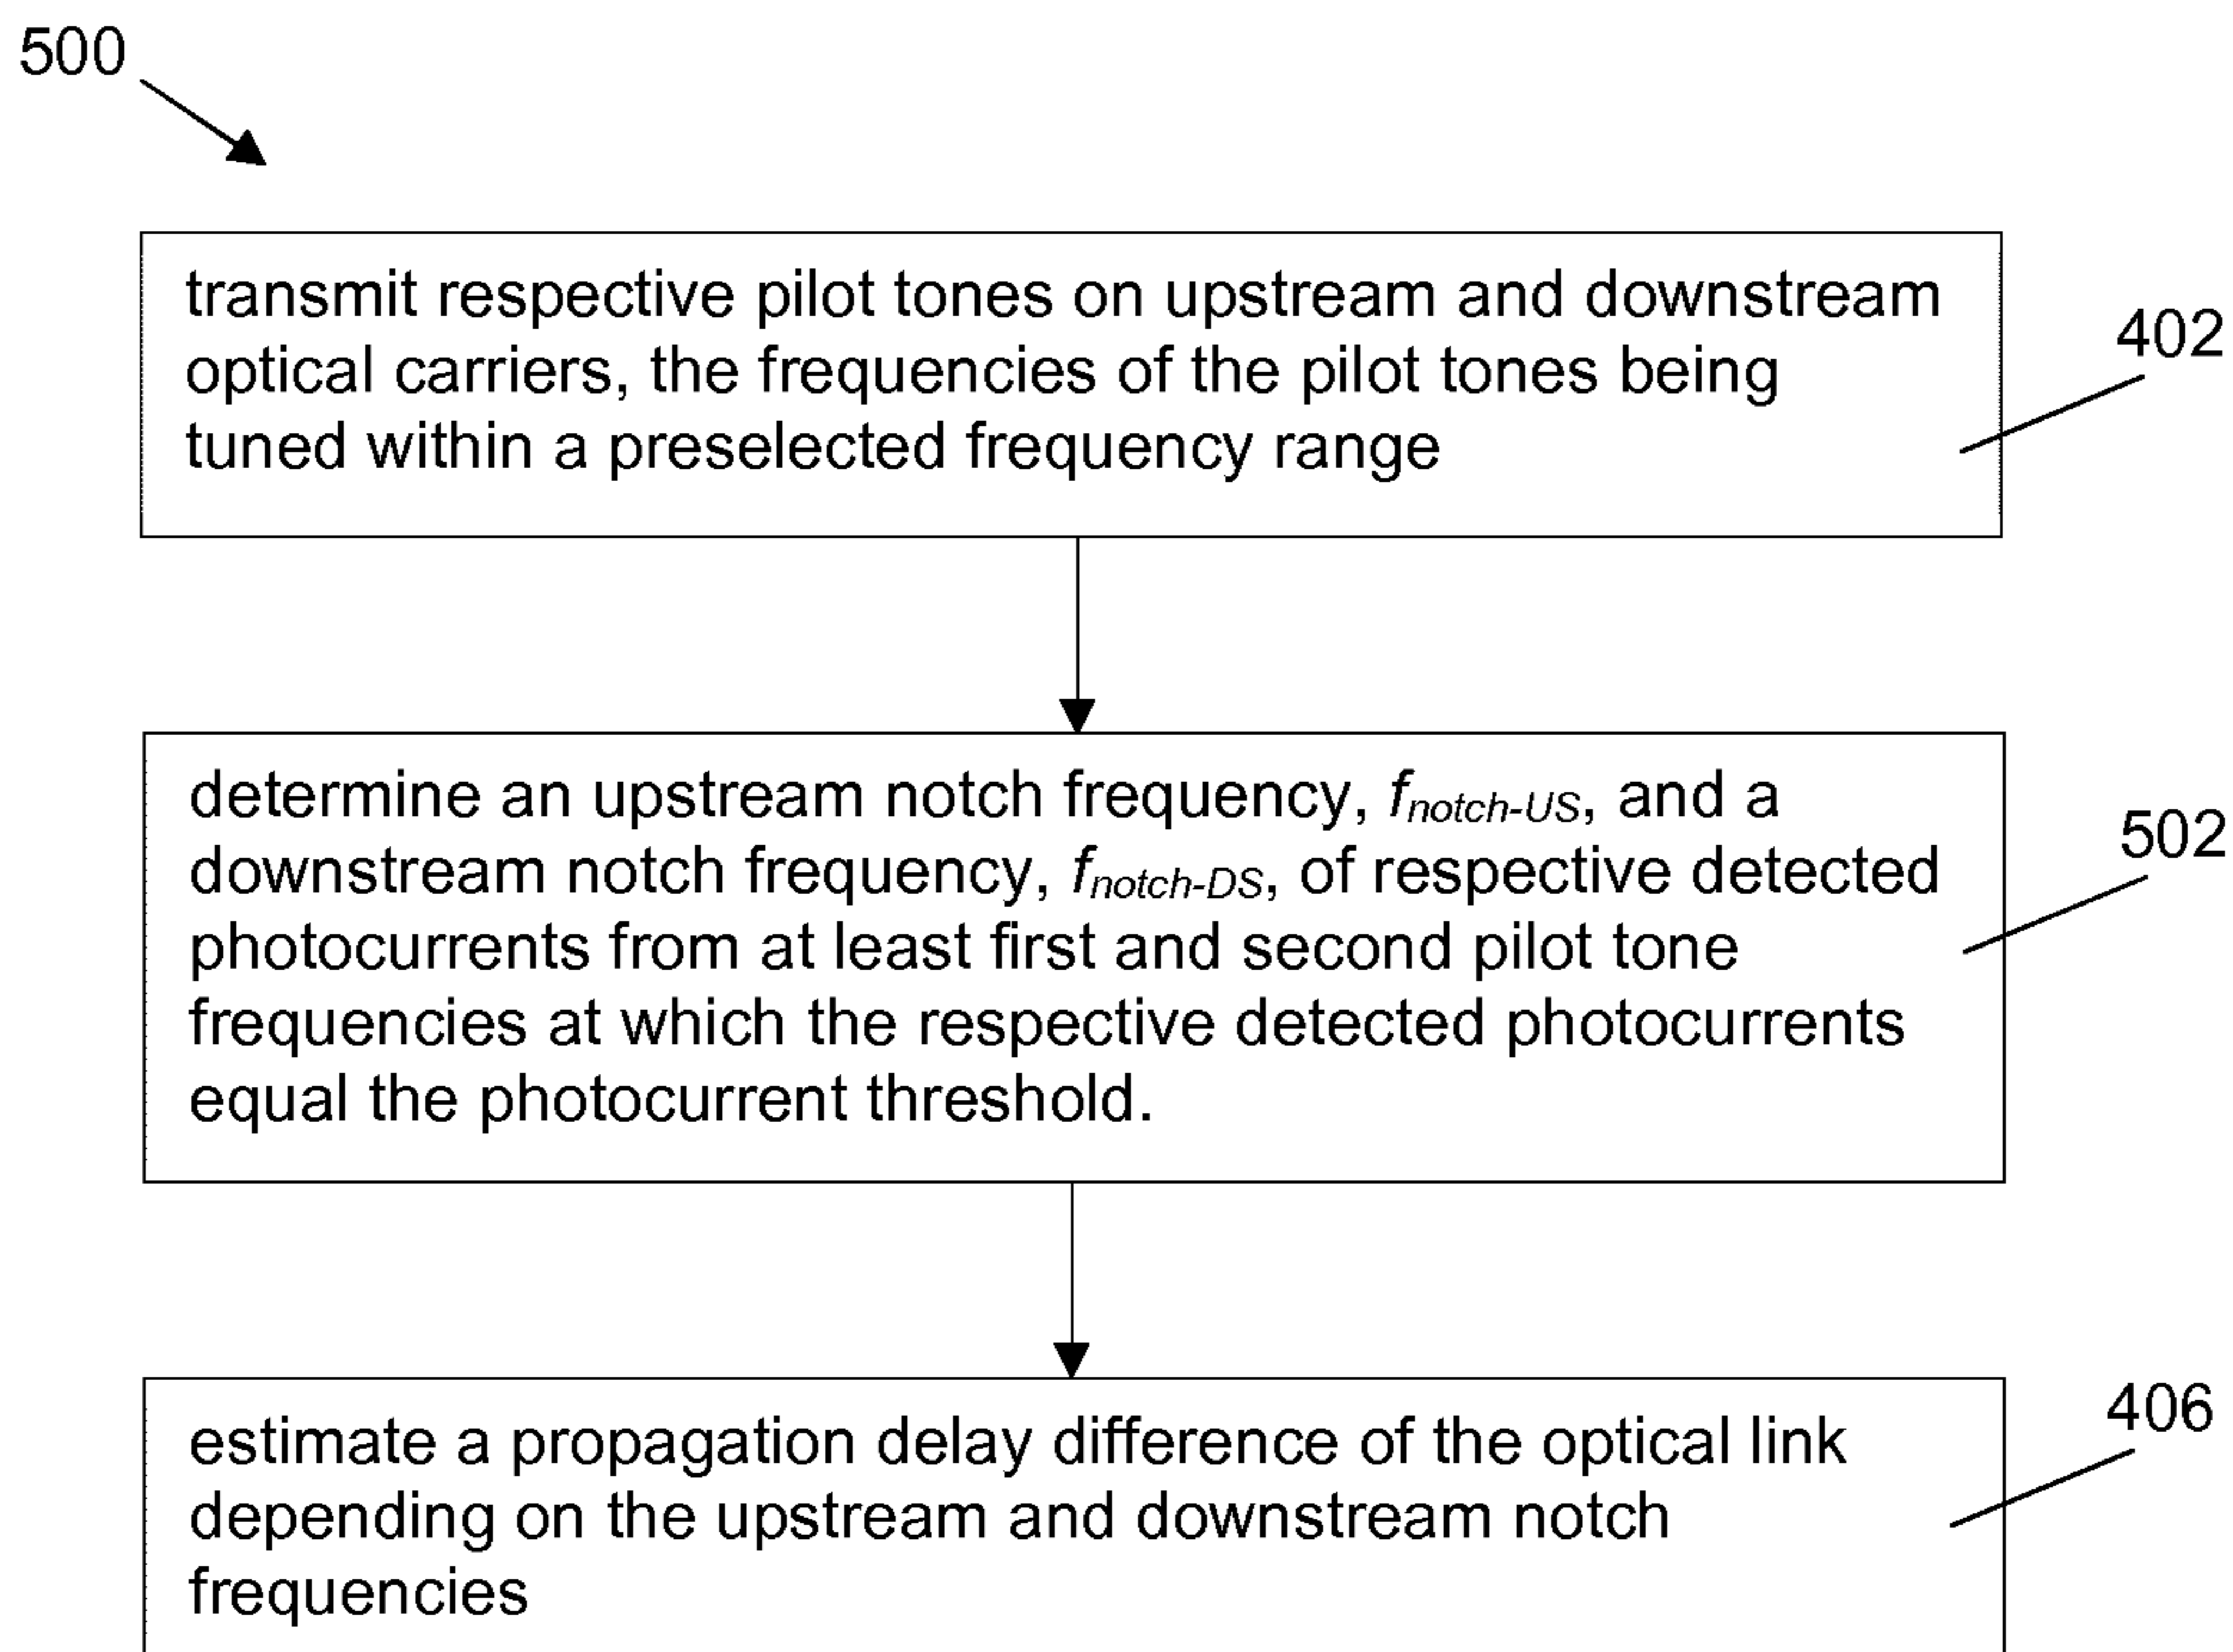 500
transmit respective pilot tones on upstream and downstream
optical carriers, the frequencies of the pilot tones being
tuned within a preselected frequency range
402
determine an upstream notch frequency, fnotch-US, and a
downstream notch frequency, fnotch-DS, of respective detected
photocurrents from at least first and second pilot tone
frequencies at which the respective detected photocurrents
equal the photocurrent threshold.
502
estimate a propagation delay difference of the optical link
depending on the upstream and downstream notch
frequencies
406